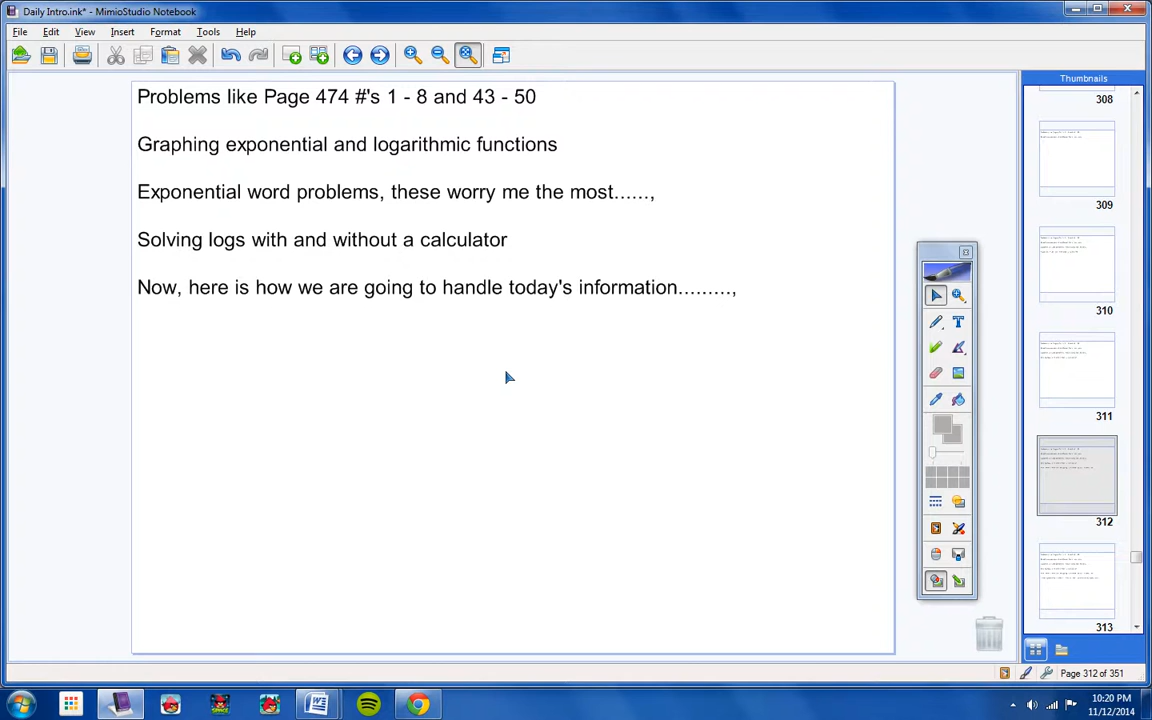 Daily Intro.ink* - MimioStudio Notebook
File Edit View Insert Format Tools Help
Problems like Page 474 #'s 1 - 8 and 43 - 50
Graphing exponential and logarithmic functions
Exponential word problems, these worry me the most......,
Solving logs with and without a calculator
Now, here is how we are going to handle today's information.........,
Thumbnails
308
309
310
311
312
313
Page 312 of 351
10:20 PM
11/12/2014